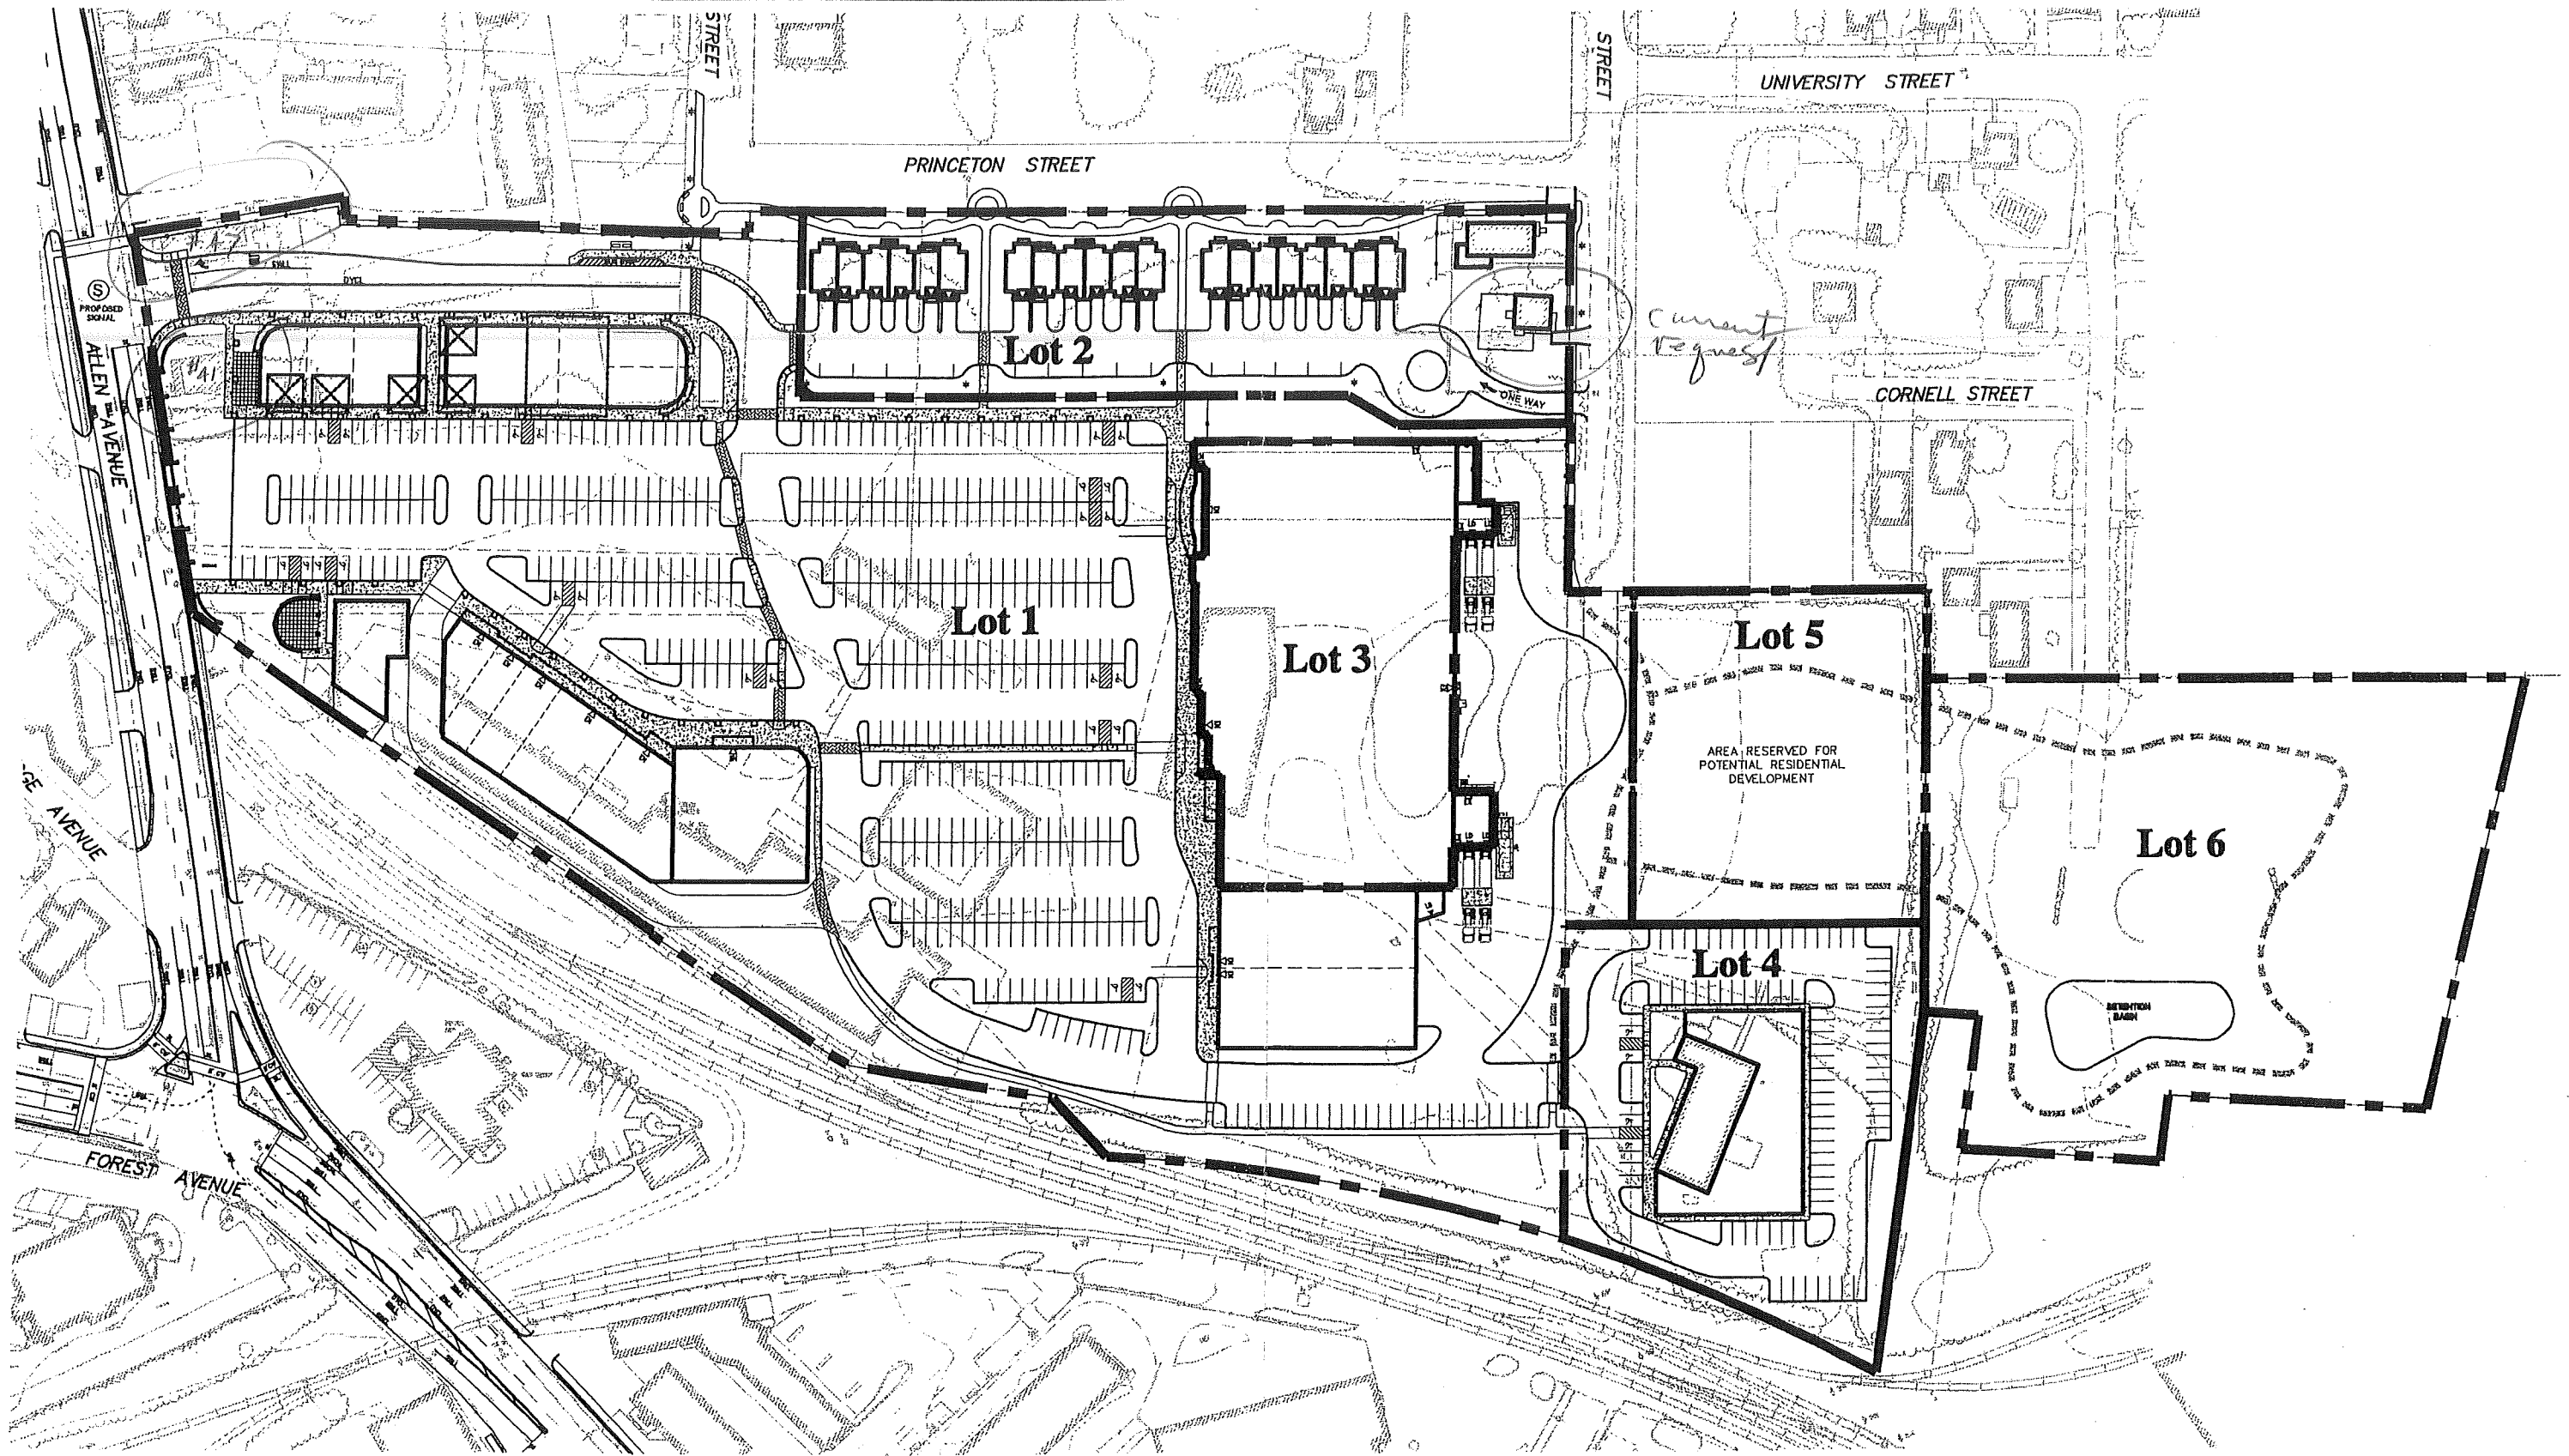 STREET
STREET
UNIVERSITY STREET
PRINCETON STREET
#47
S
PROPOSED
SIGNAL
Lot 2
#41
current
request
ONE WAY
CORNELL STREET
ALLEN AVENUE
Lot 1
Lot 3
Lot 5
AREA RESERVED FOR
POTENTIAL RESIDENTIAL
DEVELOPMENT
Lot 6
GE AVENUE
Lot 4
DETENTION
BASIN
FOREST AVENUE